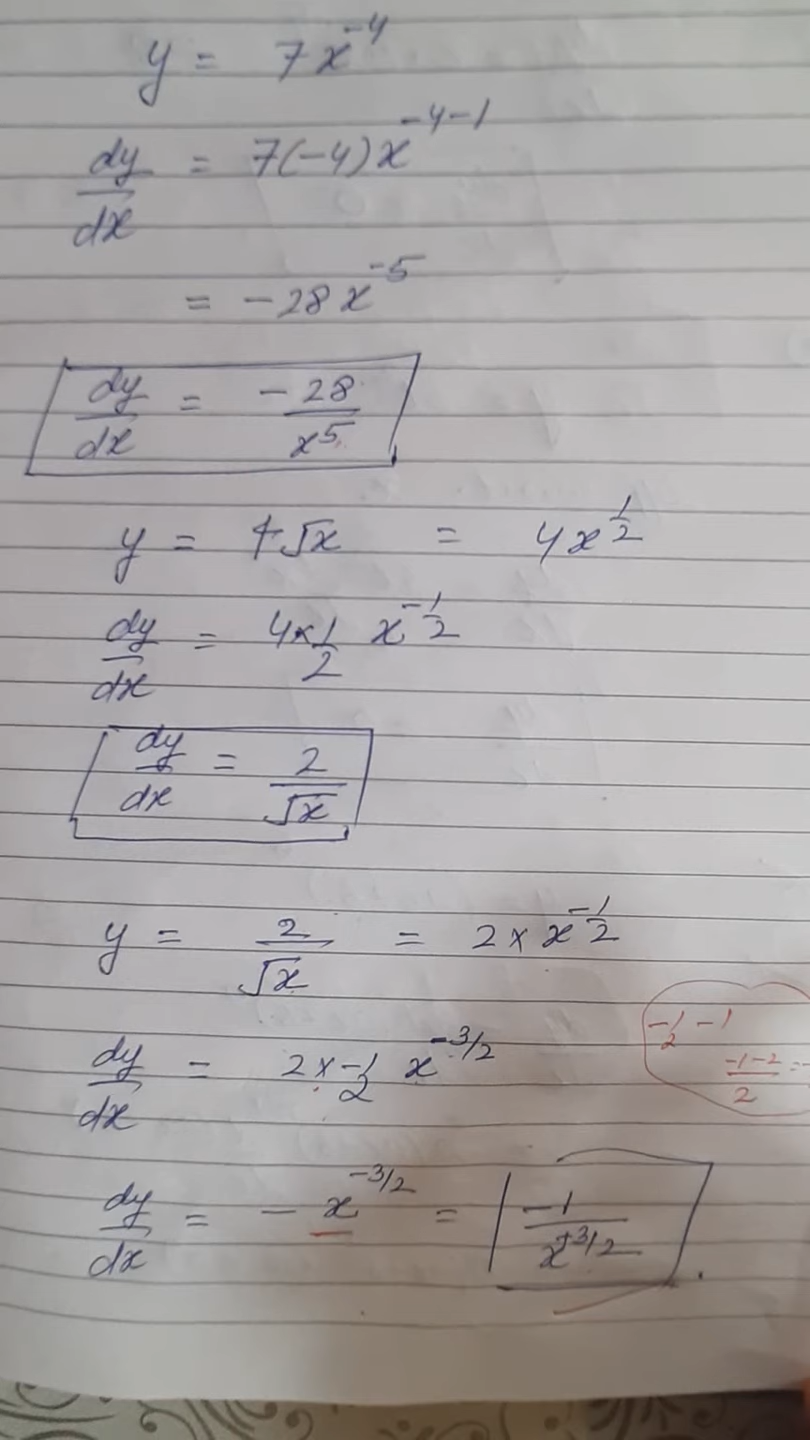 y = 7x^-4
dy/dx = 7(-4)x^-4-1
= -28x^-5
dy/dx = -28/x^5
y = 4√x = 4x^1/2
dy/dx = 4×1/2 x^-1/2
dy/dx = 2/√x
y = 2/√x = 2 × x^-1/2
-1/2 -1
-1-2/2 = -
dy/dx = 2×-1/2 x^-3/2
dy/dx = - x^-3/2 = -1/x^+3/2 .